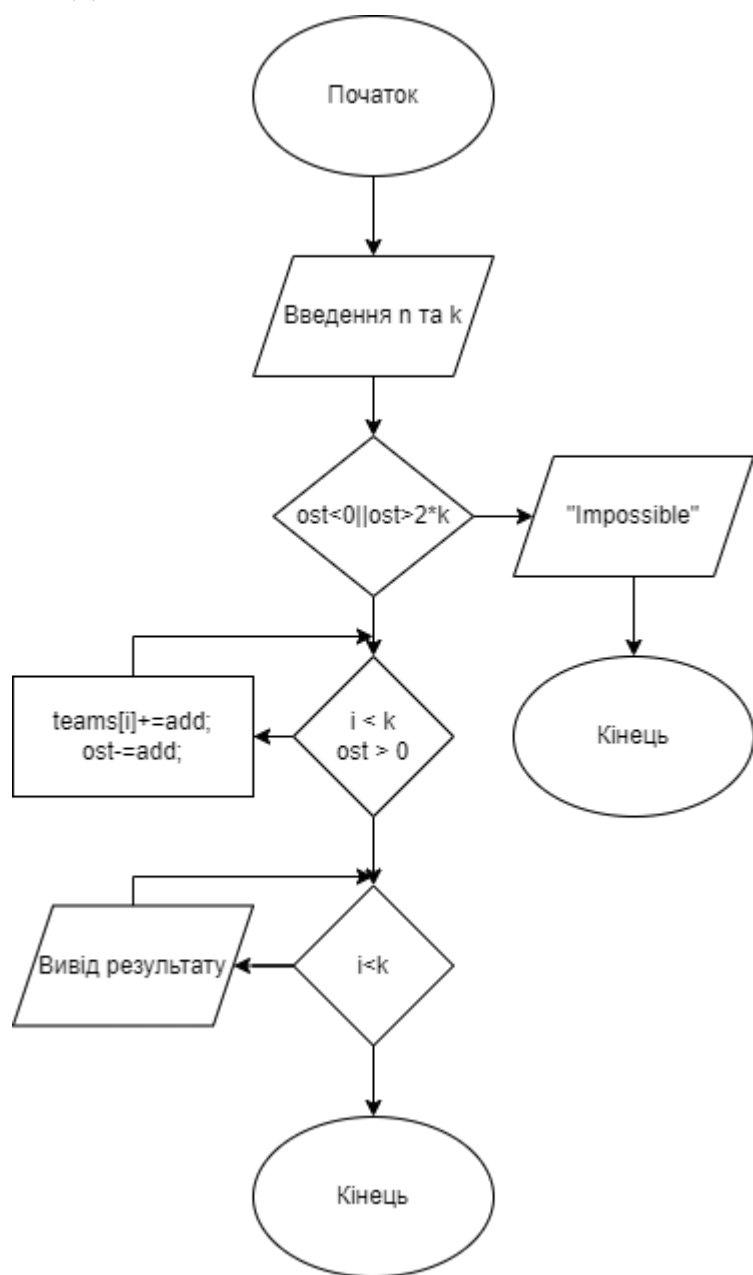 Початок
Введення n та k
ost<0||ost>2*k
"Impossible"
teams[i]+=add;
ost-=add;
i < k
ost > 0
Кінець
Вивід результату
i<k
Кінець